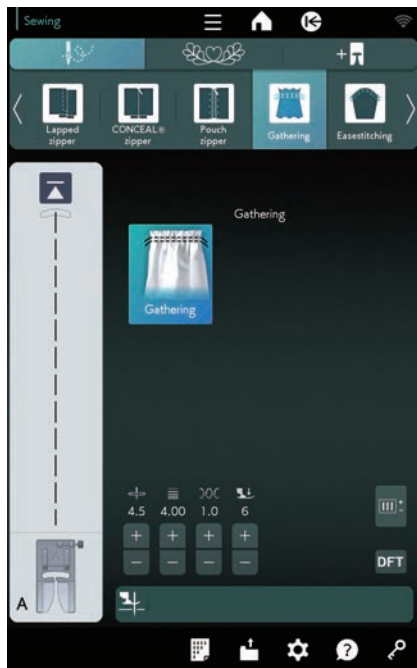 Sewing
Lapped
zipper
CONCEAL®
zipper
Pouch
zipper
Gathering
Easestitching
Gathering
Gathering
4.5 4.00 1.0 6
DFT
A